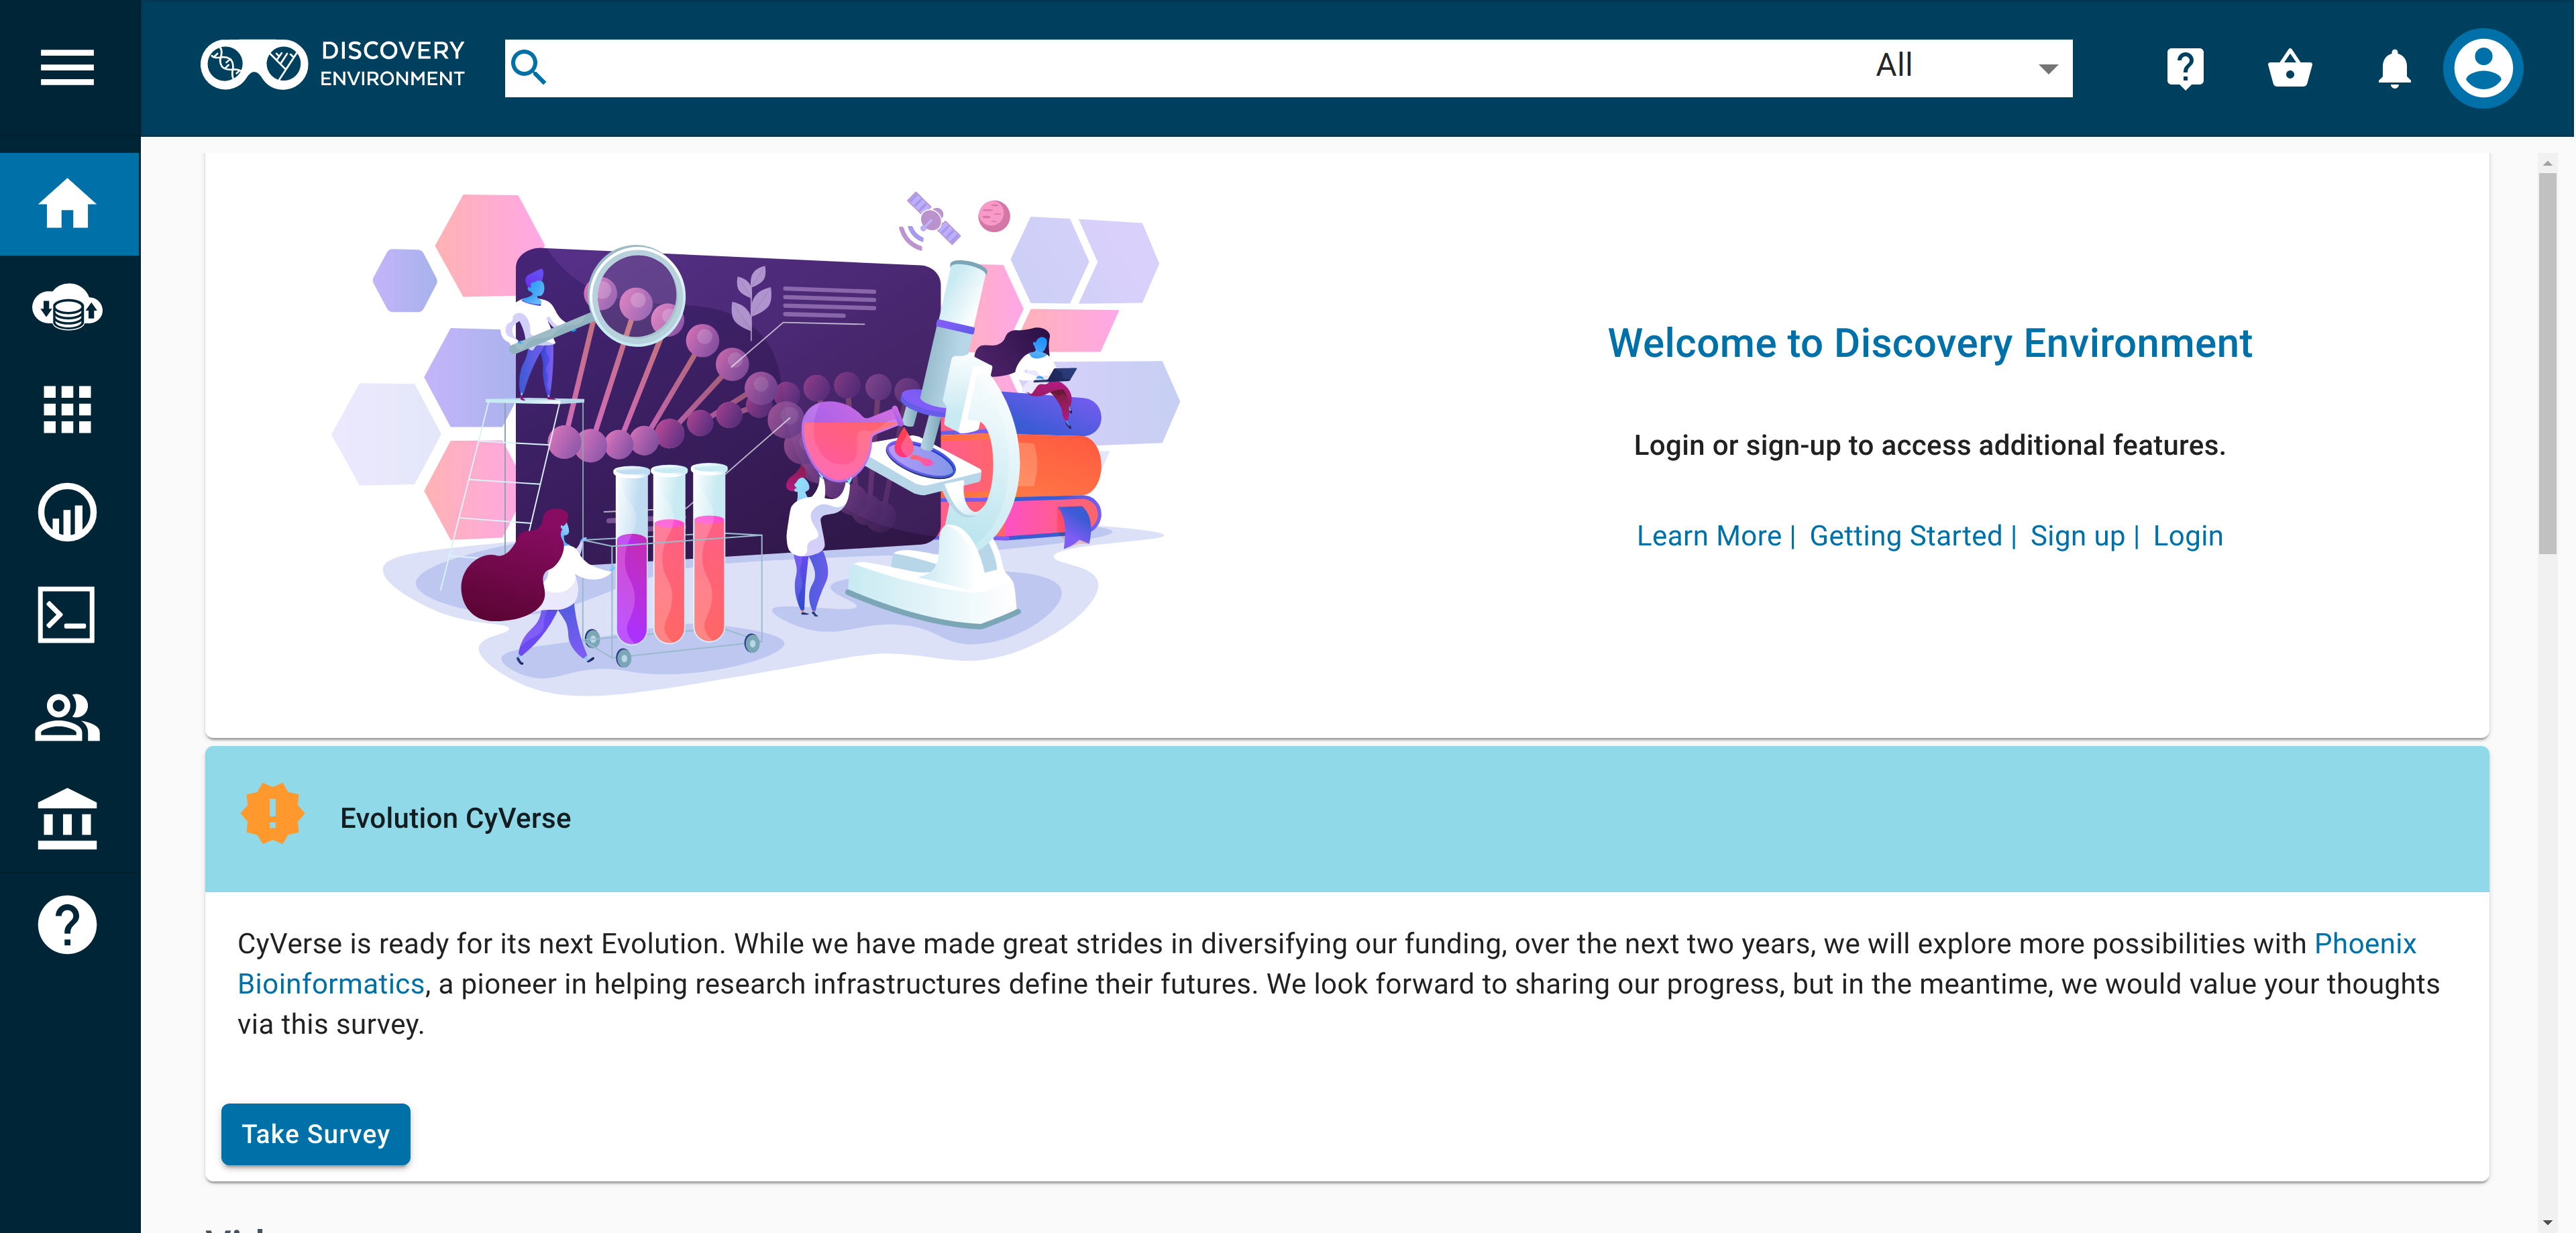 DISCOVERY
ENVIRONMENT
All
Welcome to Discovery Environment
Login or sign-up to access additional features.
Learn More | Getting Started | Sign up | Login
Evolution CyVerse
CyVerse is ready for its next Evolution. While we have made great strides in diversifying our funding, over the next two years, we will explore more possibilities with Phoenix
Bioinformatics, a pioneer in helping research infrastructures define their futures. We look forward to sharing our progress, but in the meantime, we would value your thoughts
via this survey.
Take Survey